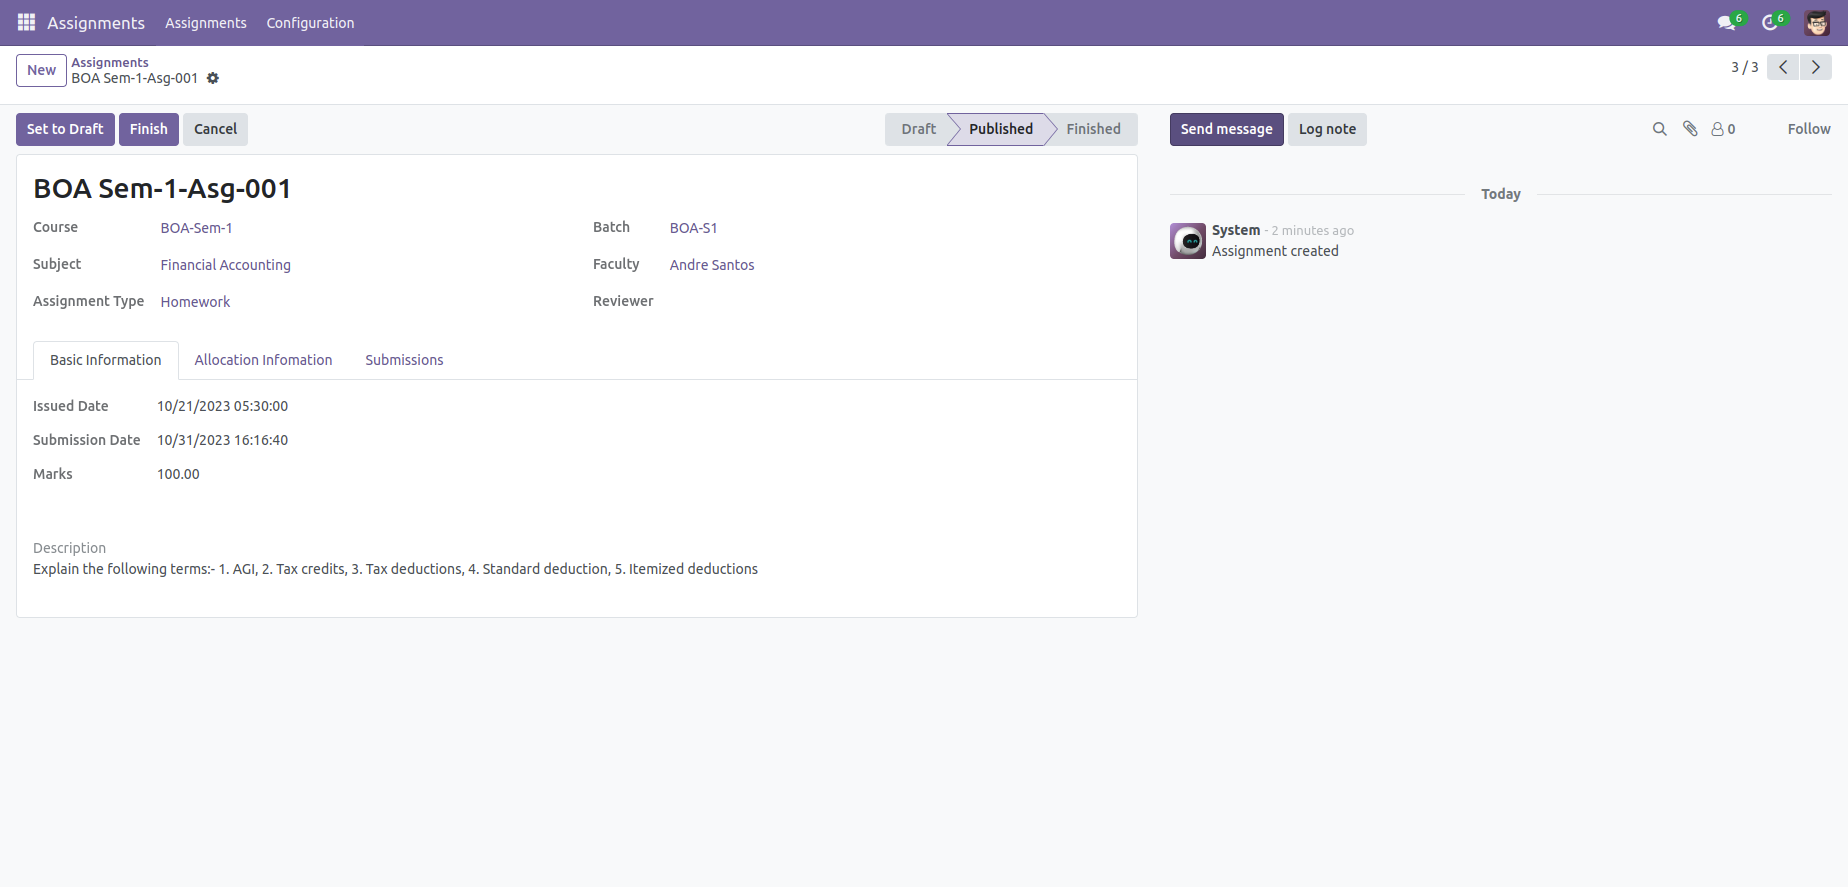 Assignments Assignments Configuration 6 6
New Assignments
BOA Sem-1-Asg-001 3 / 3
Set to Draft Finish Cancel Draft Published Finished Send message Log note 0 Follow
BOA Sem-1-Asg-001
Course BOA-Sem-1 Batch BOA-S1
Subject Financial Accounting Faculty Andre Santos
Assignment Type Homework Reviewer
Basic Information Allocation Infomation Submissions
Issued Date 10/21/2023 05:30:00
Submission Date 10/31/2023 16:16:40
Marks 100.00
Description
Explain the following terms:- 1. AGI, 2. Tax credits, 3. Tax deductions, 4. Standard deduction, 5. Itemized deductions
Today
System - 2 minutes ago
Assignment created